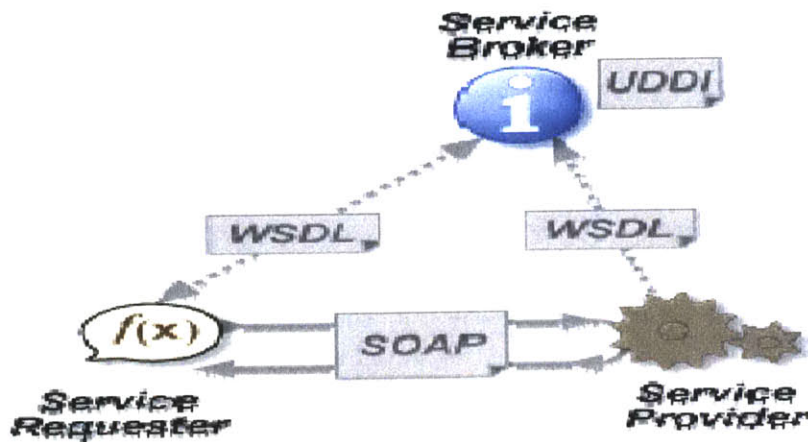 Service
Broker
i
UDDI
WSDL
WSDL
f(x)
SOAP
Service
Requester
Service
Provider